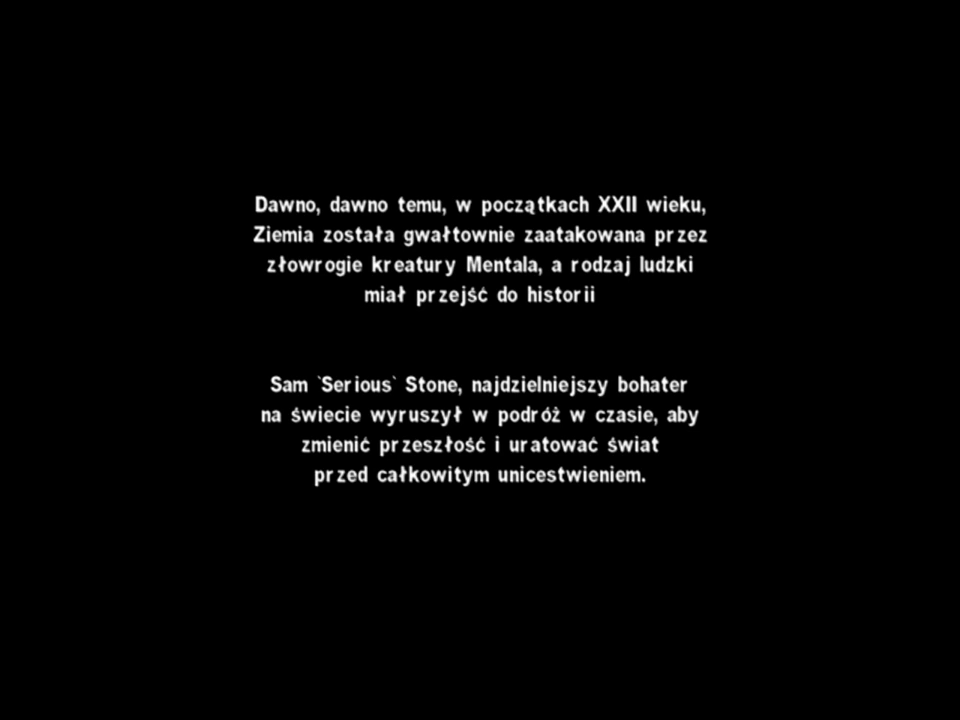 Dawno, dawno temu, w początkach XXII wieku,
Ziemia została gwałtownie zaatakowana przez
złowrogie kreatury Mentala, a rodzaj ludzki
miał przejść do historii
Sam `Serious` Stone, najdzielniejszy bohater
na świecie wyruszył w podróż w czasie, aby
zmienić przeszłość i uratować świat
przed całkowitym unicestwieniem.